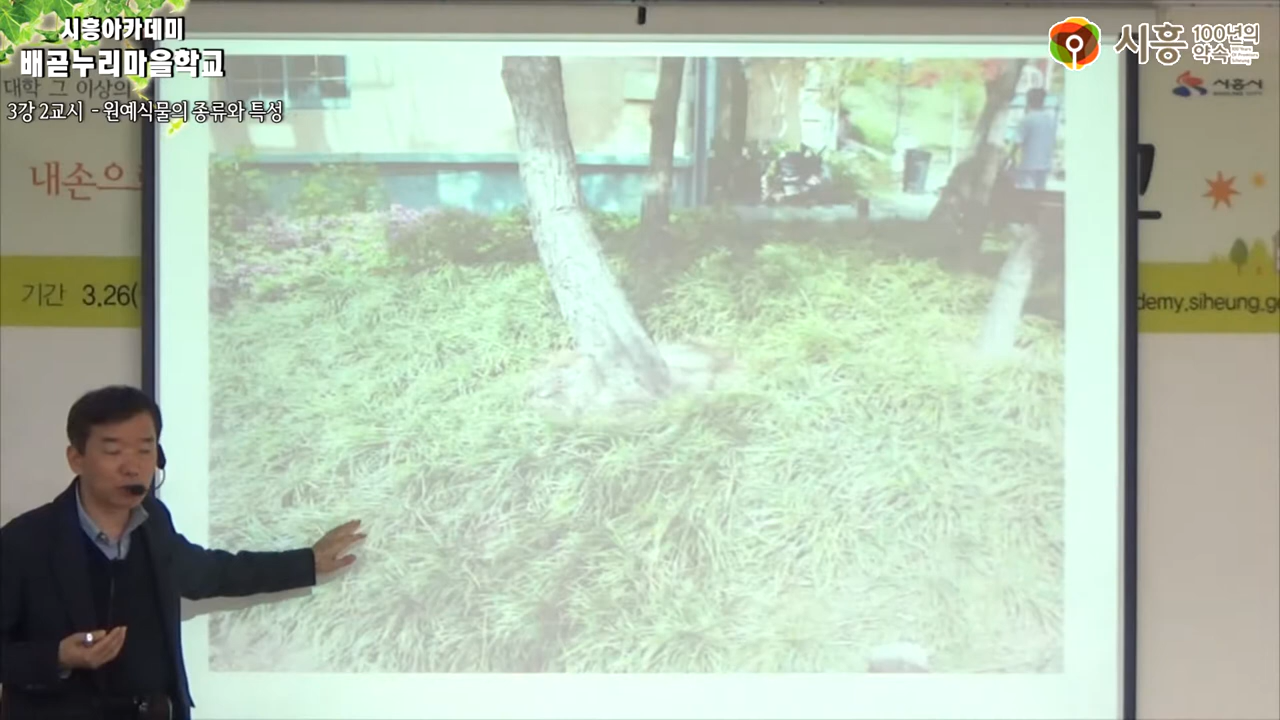 시흥아카데미
배곧누리마을학교
대학 그 이상의
3강 2교시 - 원예식물의 종류와 특성
시흥 100년의 약속
시흥시
내손으로
기간 3.26(
demy.siheung.g